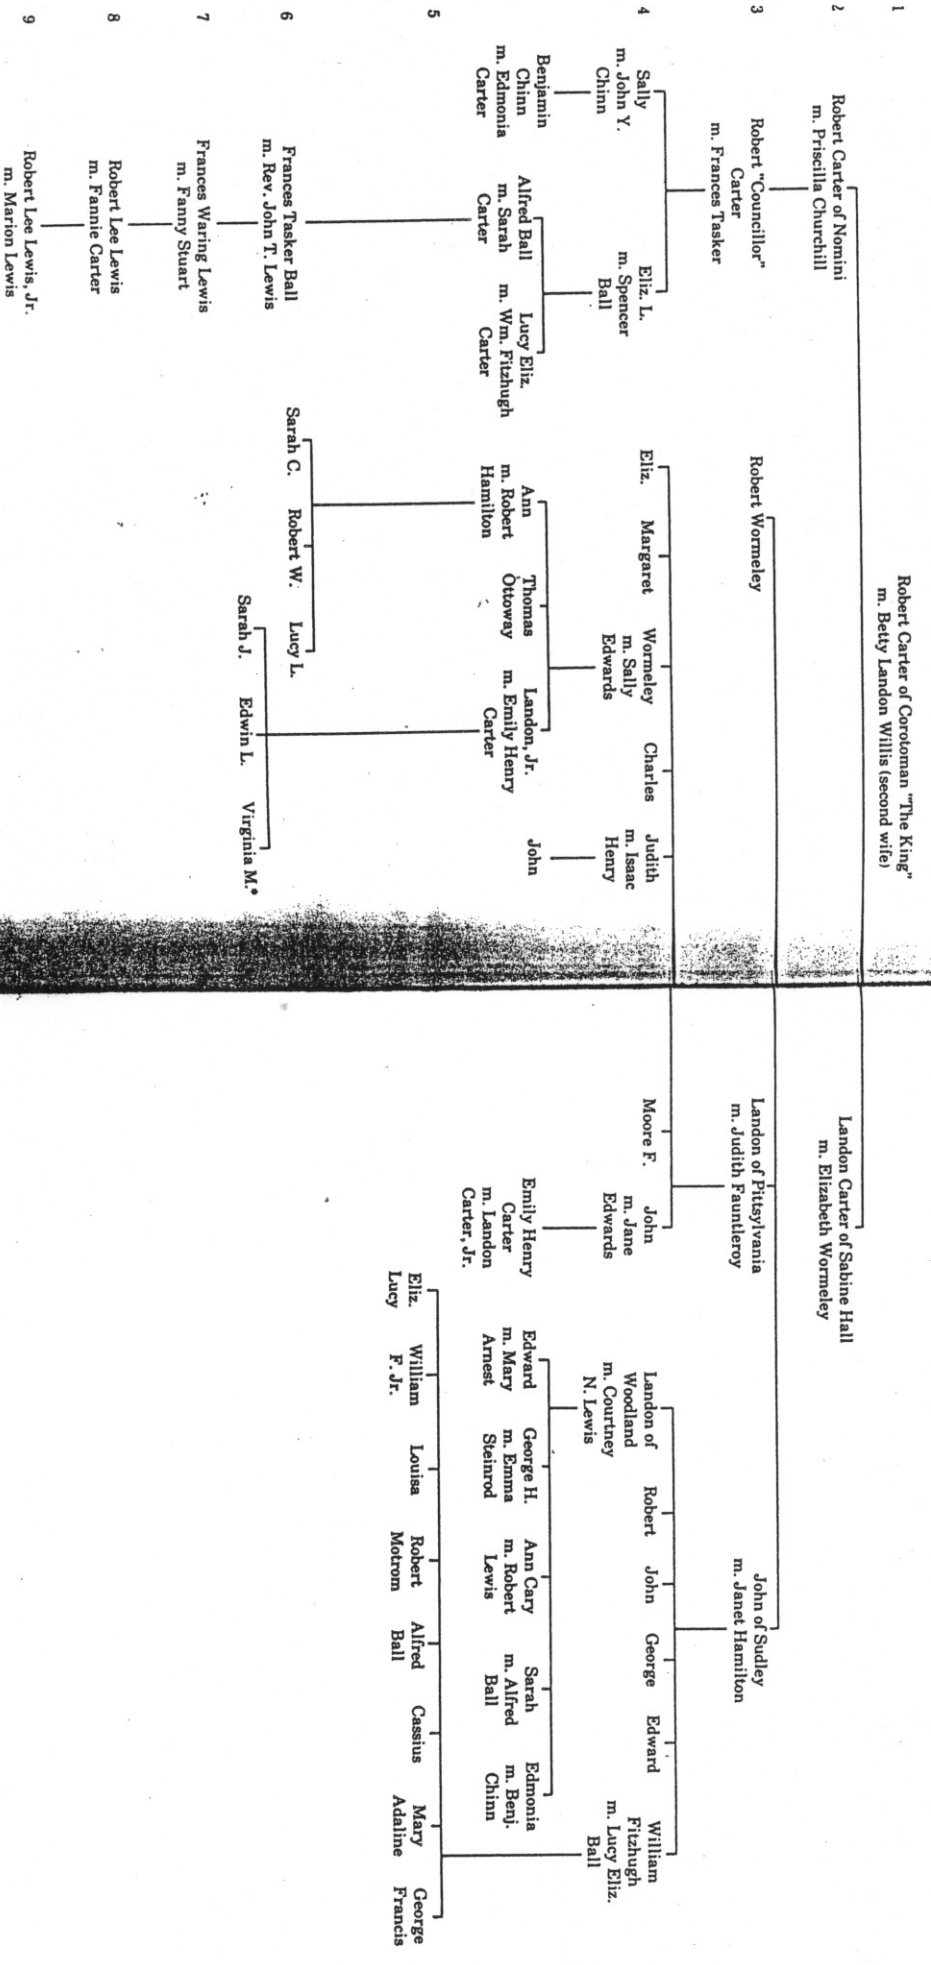 Robert Carter of Corotoman "The King"
m. Betty Landon Willis (second wife)
1
2
Robert Carter of Nomini
m. Priscilla Churchill
Landon Carter of Sabine Hall
m. Elizabeth Wormeley
3
Robert "Councillor"
Carter
m. Frances Tasker
Robert Wormeley
Landon of Pittsylvania
m. Judith Fauntleroy
John of Sudley
m. Janet Hamilton
4
Sally
m. John Y.
Chinn
Eliz. L.
m. Spencer
Ball
Eliz.
Margaret
Wormeley
m. Sally
Edwards
Charles
Judith
m. Isaac
Henry
Moore F.
John
m. Jane
Edwards
Landon of
Woodland
m. Courtney
N. Lewis
Robert
John
George
Edward
William
Fitzhugh
m. Lucy Eliz.
Ball
5
Benjamin
Chinn
m. Edmonia
Carter
Alfred Ball
m. Sarah
Carter
Lucy Eliz.
m. Wm. Fitzhugh
Carter
Ann
m. Robert
Hamilton
Thomas
Ottoway
Landon, Jr.
m. Emily Henry
Carter
John
Emily Henry
Carter
m. Landon
Carter, Jr.
Edward
m. Mary
Arnest
George H.
m. Emma
Steinrod
Ann Cary
m. Robert
Lewis
Sarah
m. Alfred
Ball
Edmonia
m. Benj.
Chinn
Eliz.
Lucy
William
F. Jr.
Louisa
Robert
Motrom
Alfred
Ball
Cassius
Mary
Adaline
George
Francis
6
Frances Tasker Ball
m. Rev. John T. Lewis
Sarah C.
Robert W.
Lucy L.
Sarah J.
Edwin L.
Virginia M.*
7
Frances Waring Lewis
m. Fanny Stuart
8
Robert Lee Lewis
m. Fannie Carter
9
Robert Lee Lewis, Jr.
m. Marion Lewis